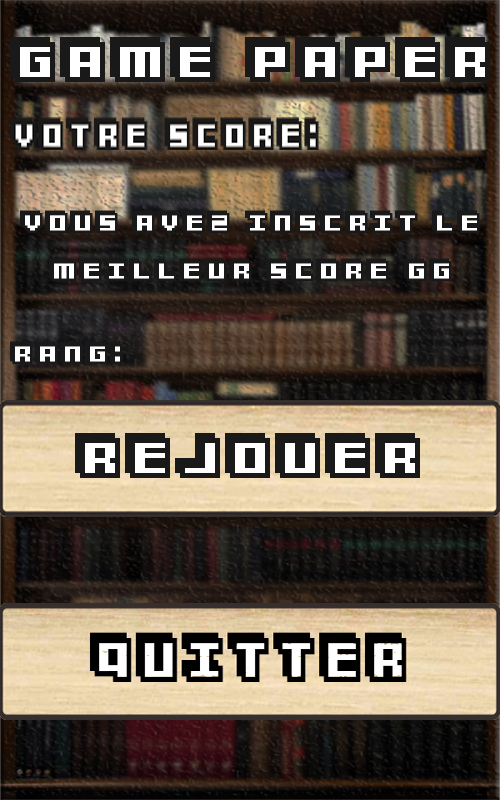 GAME PAPER
VOTRE SCORE:
VOUS AVEZ INSCRIT LE
MEILLEUR SCORE GG
RANG:
REJOUER
QUITTER